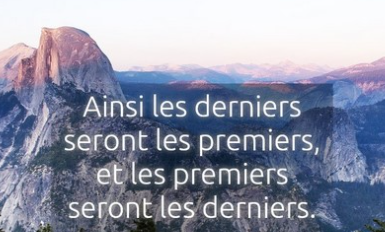 Ainsi les derniers
seront les premiers,
et les premiers
seront les derniers.